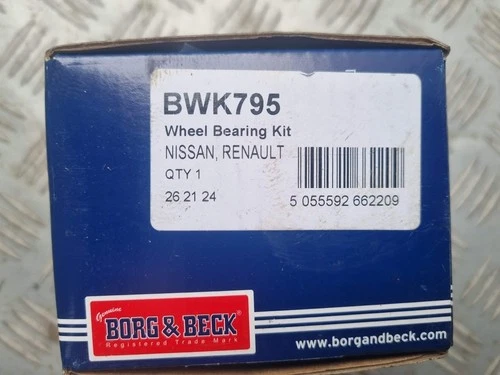 BWK795
Wheel Bearing Kit
NISSAN, RENAULT
QTY 1
26 21 24
5 055592 662209
Genuine
BORG & BECK
Registered Trade Mark
www.borgandbeck.com